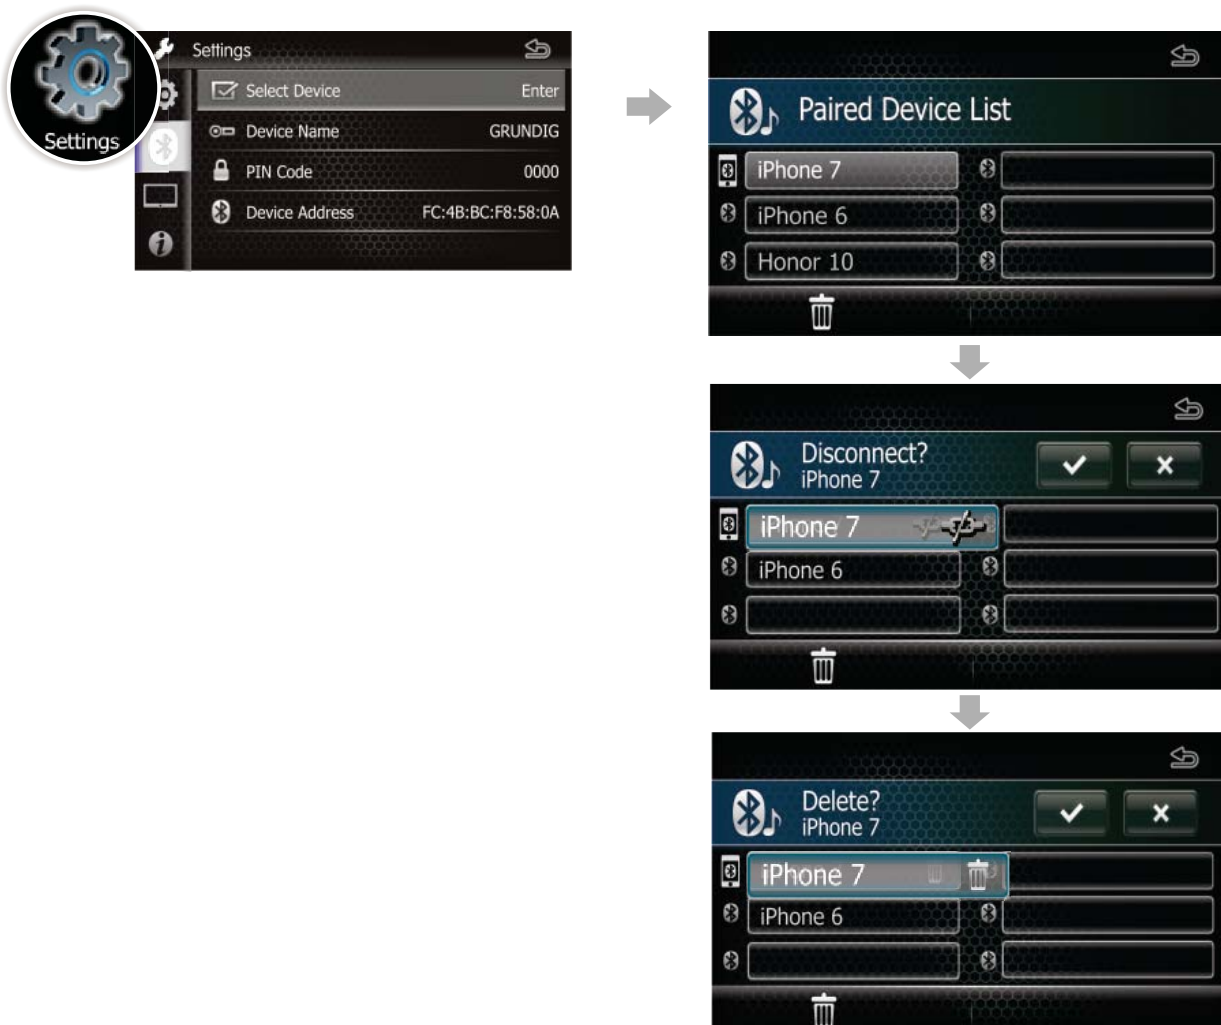 Settings
Settings
Select Device Enter
Device Name GRUNDIG
PIN Code 0000
Device Address FC:4B:BC:F8:58:0A
Paired Device List
iPhone 7
iPhone 6
Honor 10
Disconnect?
iPhone 7
iPhone 7
iPhone 6
Delete?
iPhone 7
iPhone 7
iPhone 6